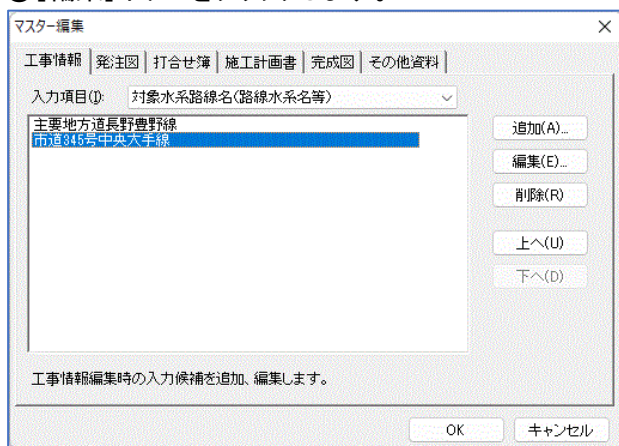 マスター編集
工事情報 発注図 打合せ簿 施工計画書 完成図 その他資料
入力項目(I): 対象水系路線名(路線水系名等)
主要地方道長野豊野線
市道345号中央大手線
追加(A)...
編集(E)...
削除(R)
上へ(U)
下へ(D)
工事情報編集時の入力候補を追加、編集します。
OK キャンセル